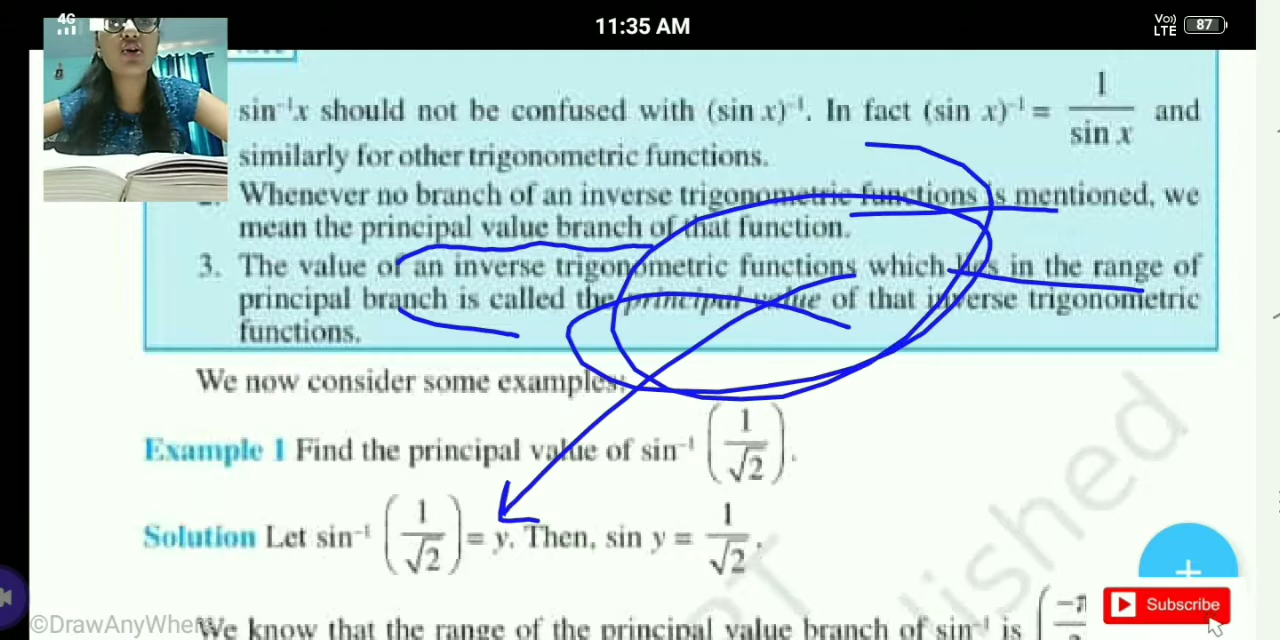 4G
11:35 AM
Vo))
LTE
87
sin⁻¹x should not be confused with (sin x)⁻¹. In fact (sin x)⁻¹ = 1/sin x and
similarly for other trigonometric functions.
2. Whenever no branch of an inverse trigonometric functions is mentioned, we
mean the principal value branch of that function.
3. The value of an inverse trigonometric functions which lies in the range of
principal branch is called the principal value of that inverse trigonometric
functions.
We now consider some examples:
Example 1 Find the principal value of sin⁻¹ (1/√2).
Solution Let sin⁻¹ (1/√2) = y. Then, sin y = 1/√2.
We know that the range of the principal value branch of sin⁻¹ is (−π
Subscribe
©DrawAnyWhere